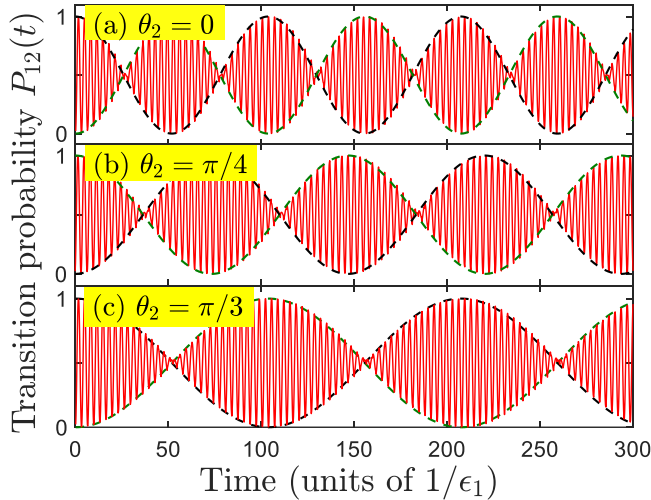 Transition probability P₁₂(t)
1
(a) θ₂ = 0
0
1
(b) θ₂ = π/4
0
1
(c) θ₂ = π/3
0
0 50 100 150 200 250 300
Time (units of 1/ϵ₁)